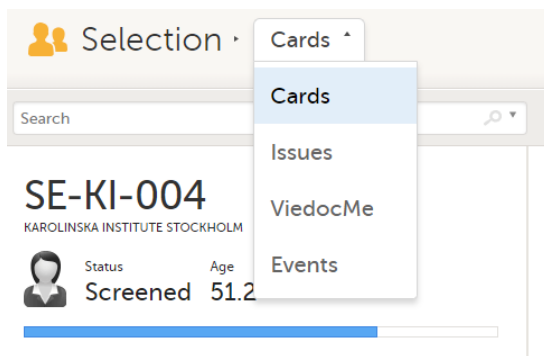 Selection
Cards
Cards
Search
Issues
SE-KI-004
KAROLINSKA INSTITUTE STOCKHOLM
ViedocMe
Status Age
Screened 51.2
Events